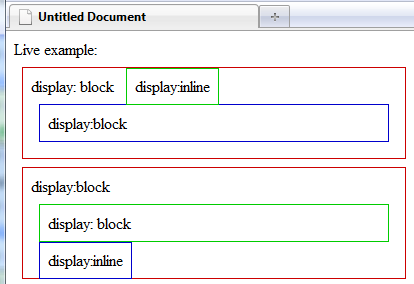 Untitled Document
Live example:
display: block display:inline
display:block
display:block
display: block
display:inline